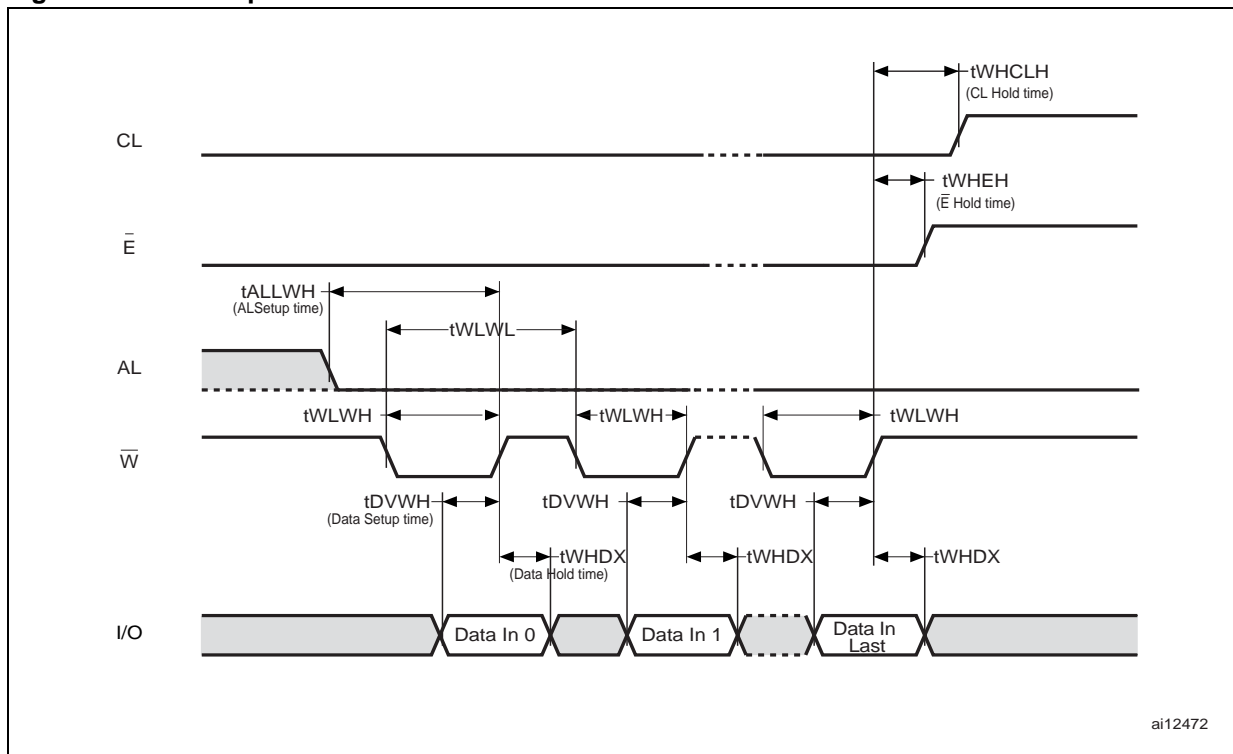 tWHCLH
(CL Hold time)
CL
tWHEH
(E̅ Hold time)
E̅
tALLWH
(ALSetup time)
tWLWL
AL
tWLWH
tWLWH
tWLWH
W̅
tDVWH
(Data Setup time)
tDVWH
tDVWH
tWHDX
(Data Hold time)
tWHDX
tWHDX
I/O
Data In 0
Data In 1
Data In
Last
ai12472